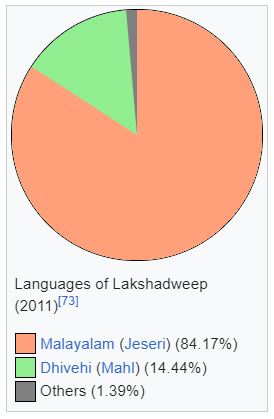 Languages of Lakshadweep
(2011)[73]
Malayalam (Jeseri) (84.17%)
Dhivehi (Mahl) (14.44%)
Others (1.39%)